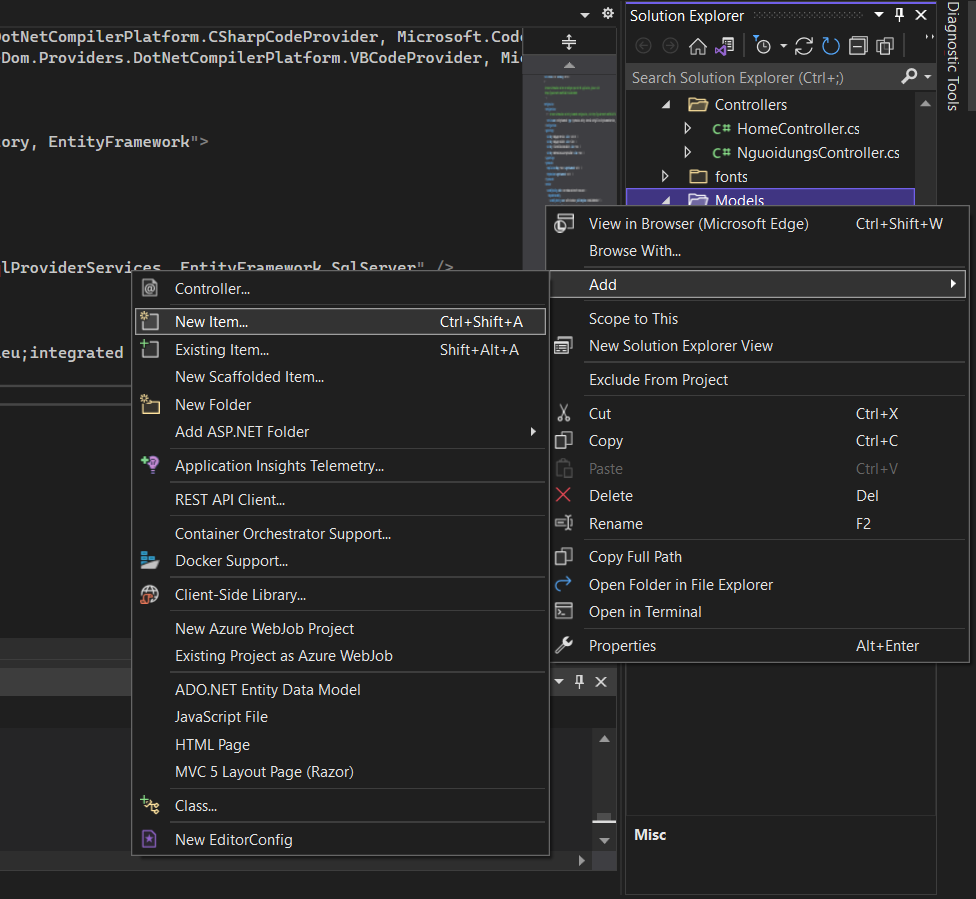 DotNetCompilerPlatform.CSharpCodeProvider, Microsoft.Code
eDom.Providers.DotNetCompilerPlatform.VBCodeProvider, Mic
ory, EntityFramework">
lProviderServices, EntityFramework.SqlServer" />
eu;integrated
Solution Explorer
Search Solution Explorer (Ctrl+;)
Controllers
C# HomeController.cs
C# NguoidungsController.cs
fonts
Models
Diagnostic Tools
View in Browser (Microsoft Edge) Ctrl+Shift+W
Browse With...
Add
Scope to This
New Solution Explorer View
Exclude From Project
Cut Ctrl+X
Copy Ctrl+C
Paste Ctrl+V
Delete Del
Rename F2
Copy Full Path
Open Folder in File Explorer
Open in Terminal
Properties Alt+Enter
Controller...
New Item... Ctrl+Shift+A
Existing Item... Shift+Alt+A
New Scaffolded Item...
New Folder
Add ASP.NET Folder
Application Insights Telemetry...
REST API Client...
Container Orchestrator Support...
Docker Support...
Client-Side Library...
New Azure WebJob Project
Existing Project as Azure WebJob
ADO.NET Entity Data Model
JavaScript File
HTML Page
MVC 5 Layout Page (Razor)
Class...
New EditorConfig
Misc